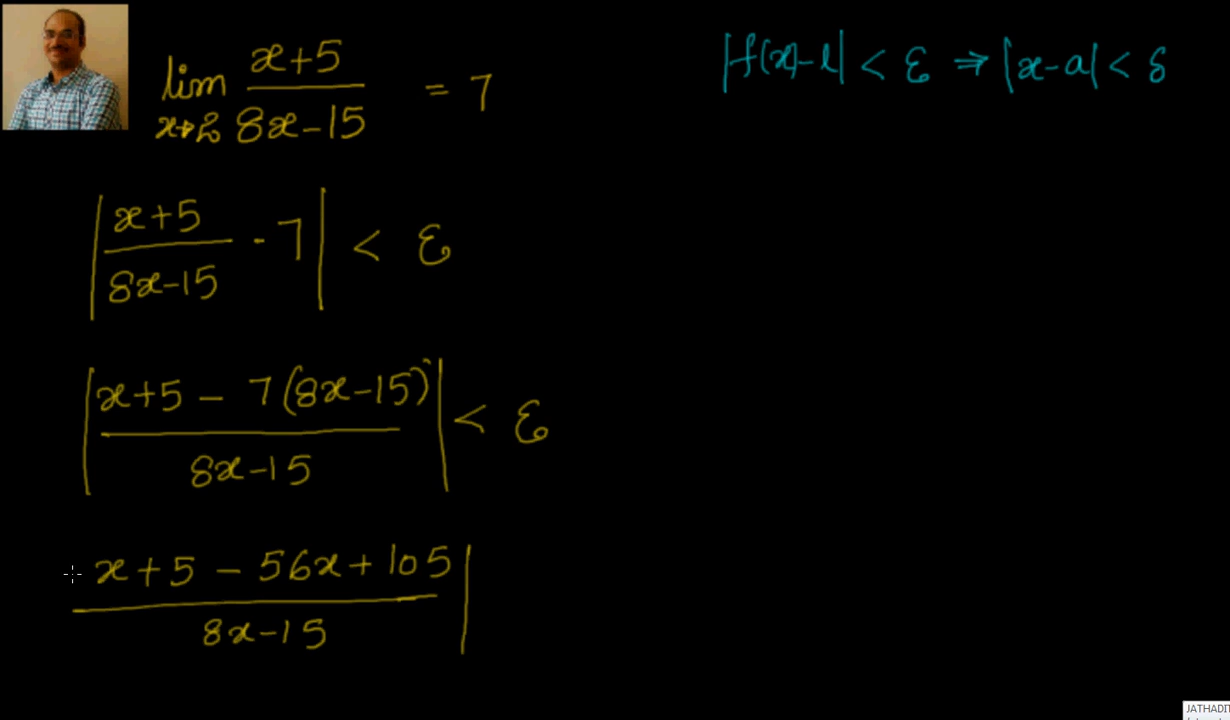 lim x→2 x+5 / 8x-15 = 7
|f(x)-l| < ε ⇒ |x-a| < δ
| x+5 / 8x-15 - 7 | < ε
| x+5 - 7(8x-15) / 8x-15 | < ε
x+5 - 56x+105 / 8x-15 |